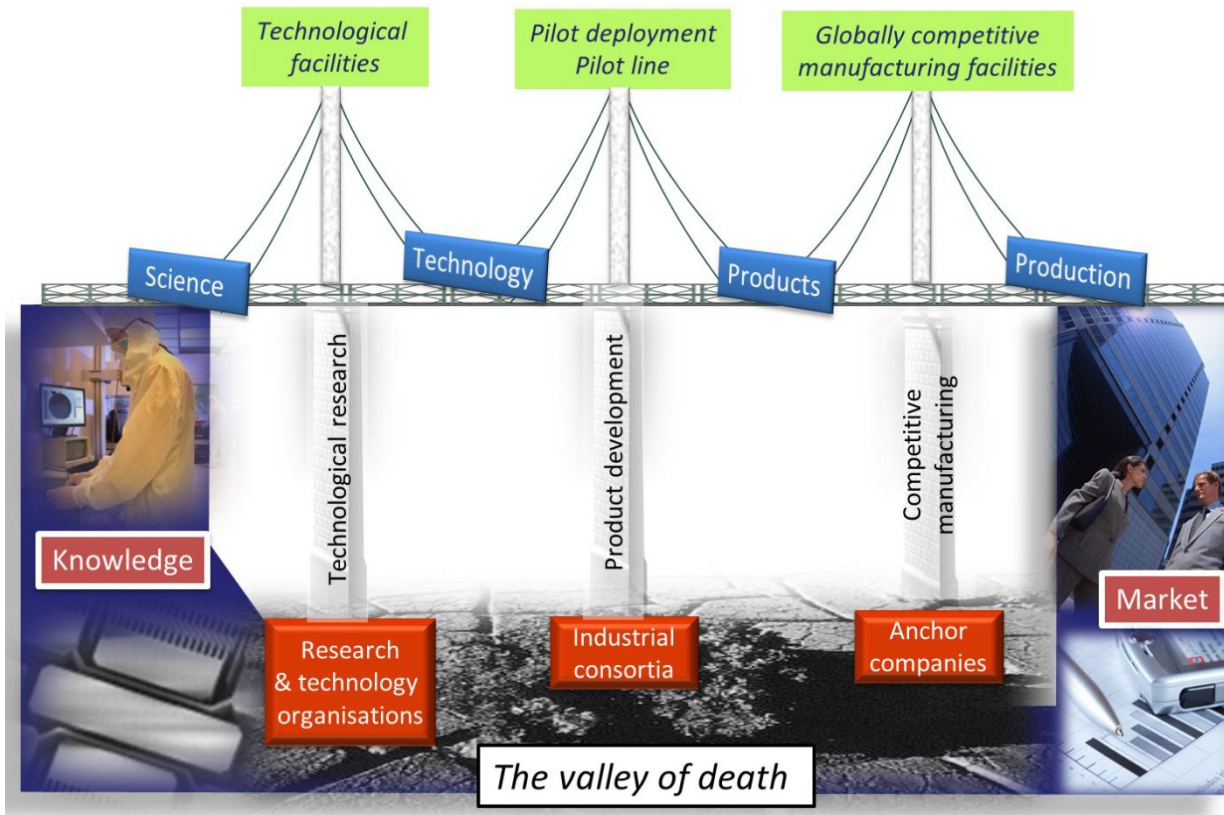 Technological
facilities
Pilot deployment
Pilot line
Globally competitive
manufacturing facilities
Science
Technology
Products
Production
Technological research
Product development
Competitive
manufacturing
Knowledge
Market
Research
& technology
organisations
Industrial
consortia
Anchor
companies
The valley of death